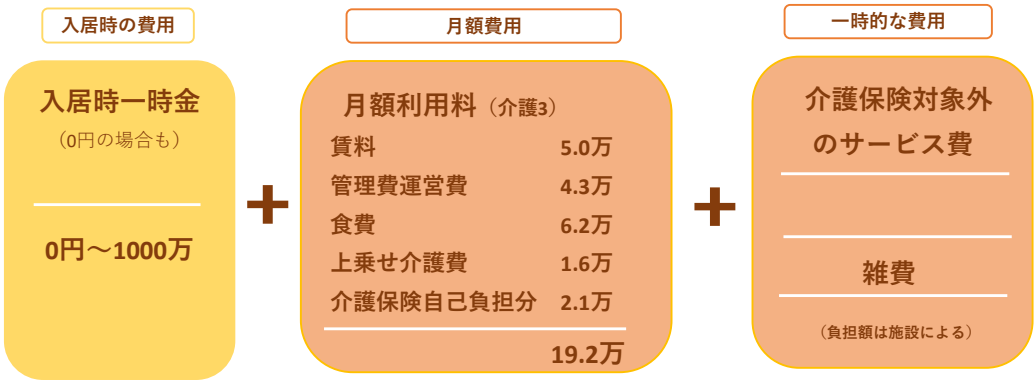 入居時の費用
入居時一時金
（0円の場合も）
0円～1000万
月額費用
月額利用料（介護3）
賃料 5.0万
管理費運営費 4.3万
食費 6.2万
上乗せ介護費 1.6万
介護保険自己負担分 2.1万
19.2万
一時的な費用
介護保険対象外
のサービス費
雑費
（負担額は施設による）